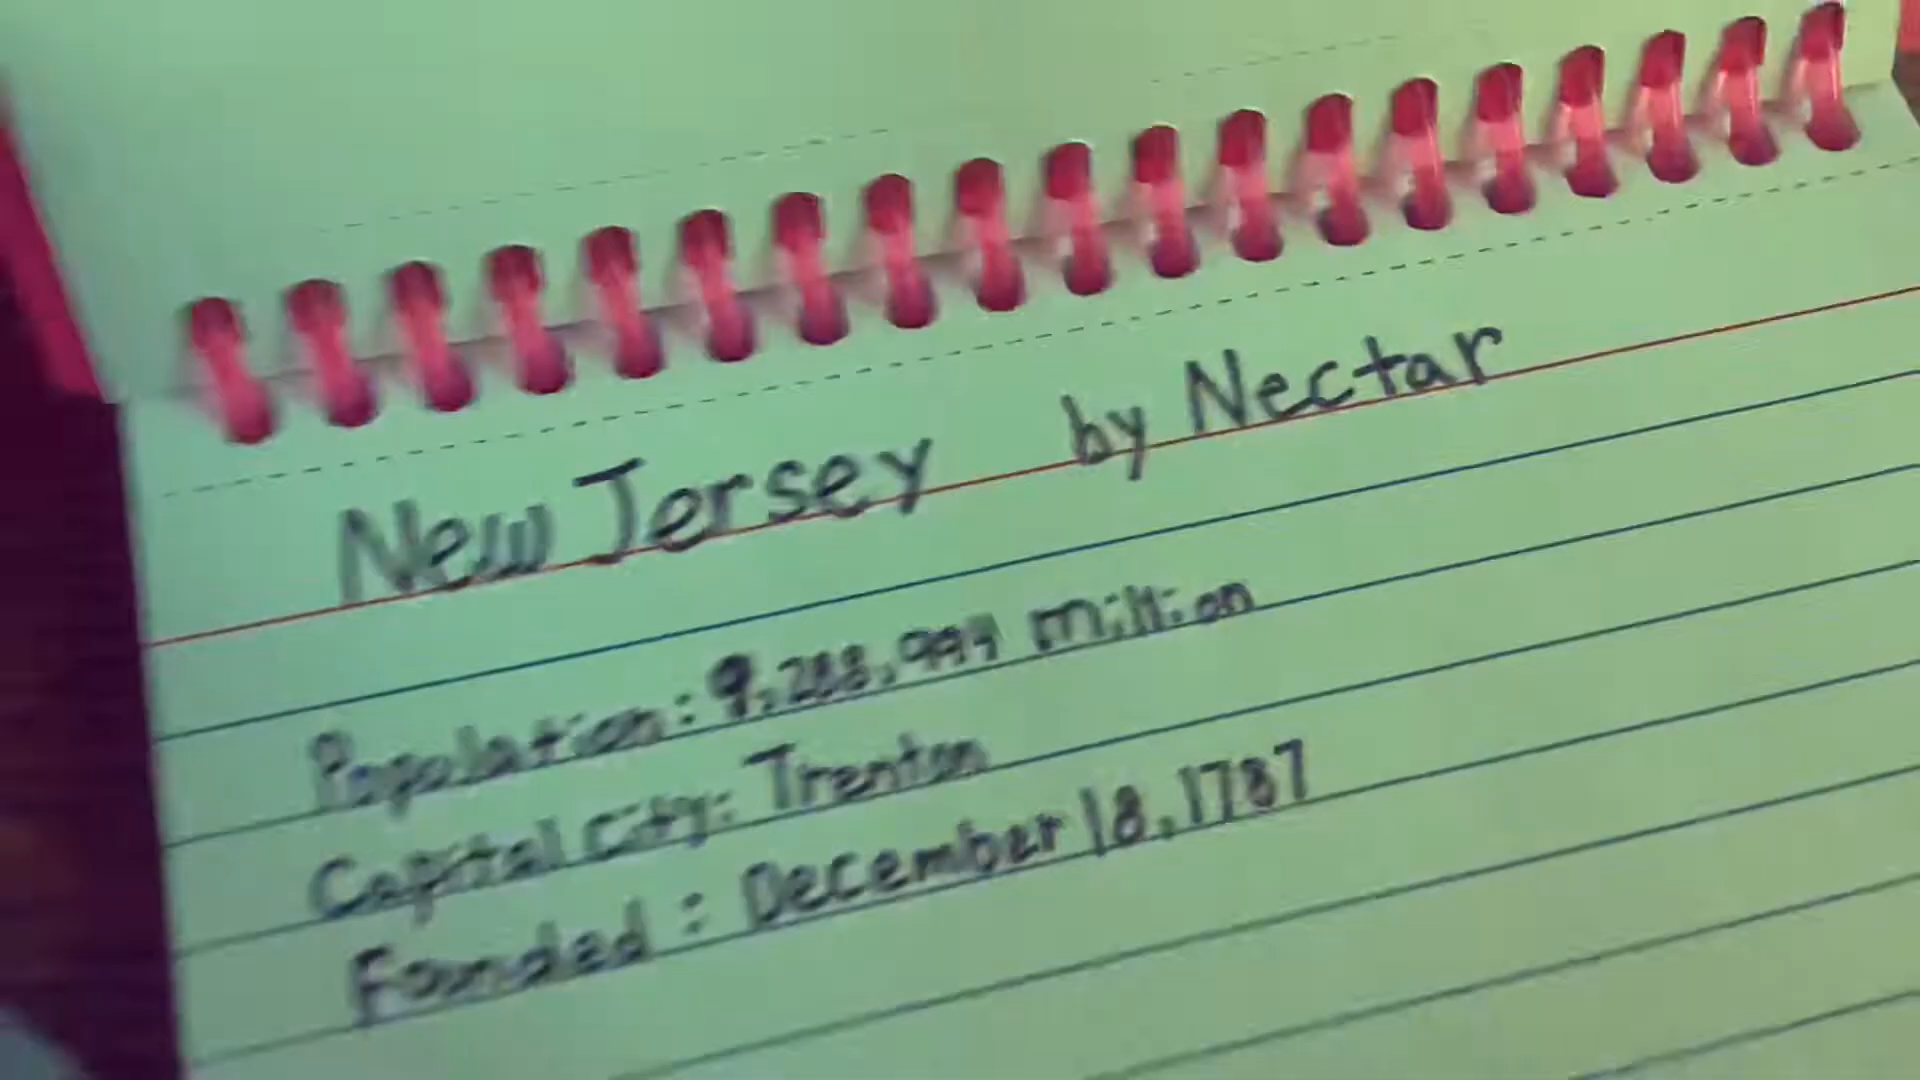 New Jersey by Nectar
Population: 9,288,994 million
Capital City: Trenton
Founded: December 18, 1787